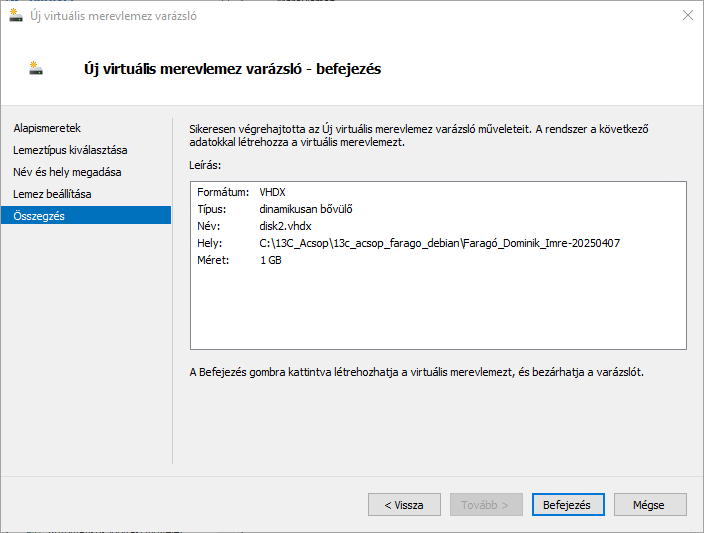 Új virtuális merevlemez varázsló
Új virtuális merevlemez varázsló - befejezés
Alapismeretek
Lemeztípus kiválasztása
Név és hely megadása
Lemez beállítása
Összegzés
Sikeresen végrehajtotta az Új virtuális merevlemez varázsló műveleteit. A rendszer a következő
adatokkal létrehozza a virtuális merevlemezt.
Leírás:
Formátum: VHDX
Típus: dinamikusan bővülő
Név: disk2.vhdx
Hely: C:\13C_Acsop\13c_acsop_farago_debian\Faragó_Dominik_Imre-20250407
Méret: 1 GB
A Befejezés gombra kattintva létrehozhatja a virtuális merevlemezt, és bezárhatja a varázslót.
< Vissza
Tovább >
Befejezés
Mégse